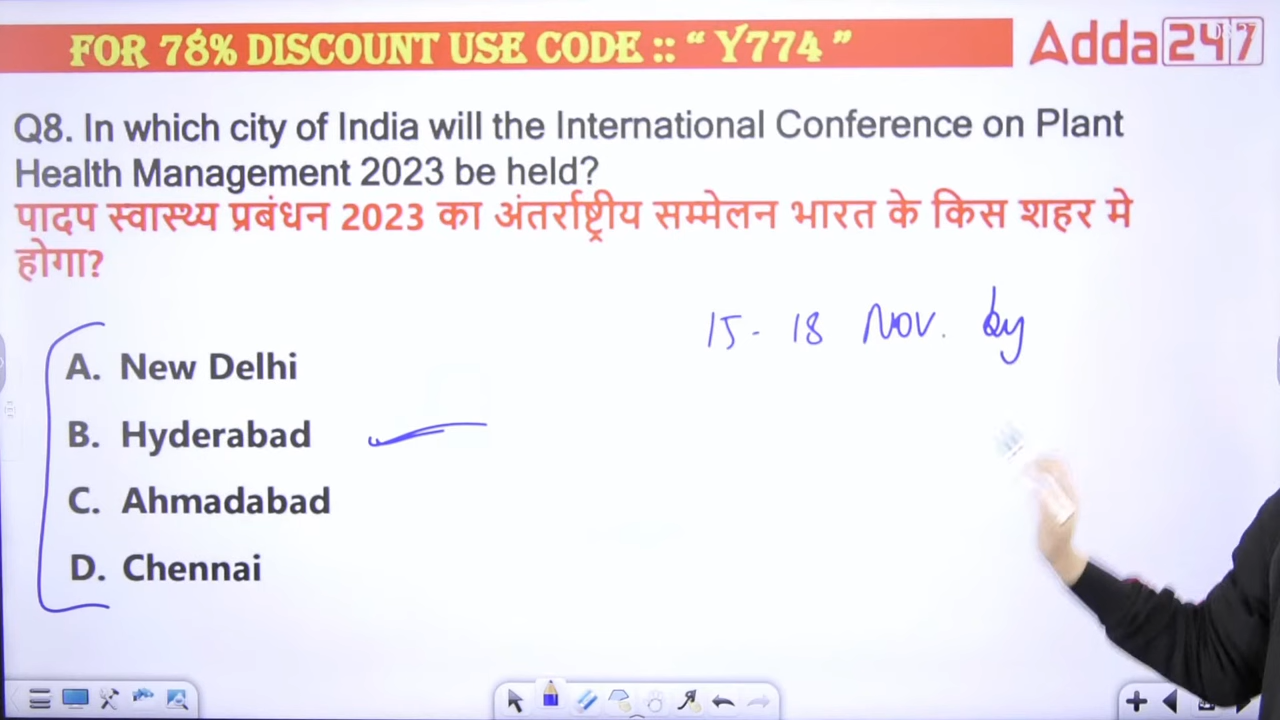 FOR 78% DISCOUNT USE CODE :: “ Y774 ”
Adda247
Q8. In which city of India will the International Conference on Plant
Health Management 2023 be held?
पादप स्वास्थ्य प्रबंधन 2023 का अंतर्राष्ट्रीय सम्मेलन भारत के किस शहर मे
होगा?
15 - 18 Nov. by
A. New Delhi
B. Hyderabad
C. Ahmadabad
D. Chennai